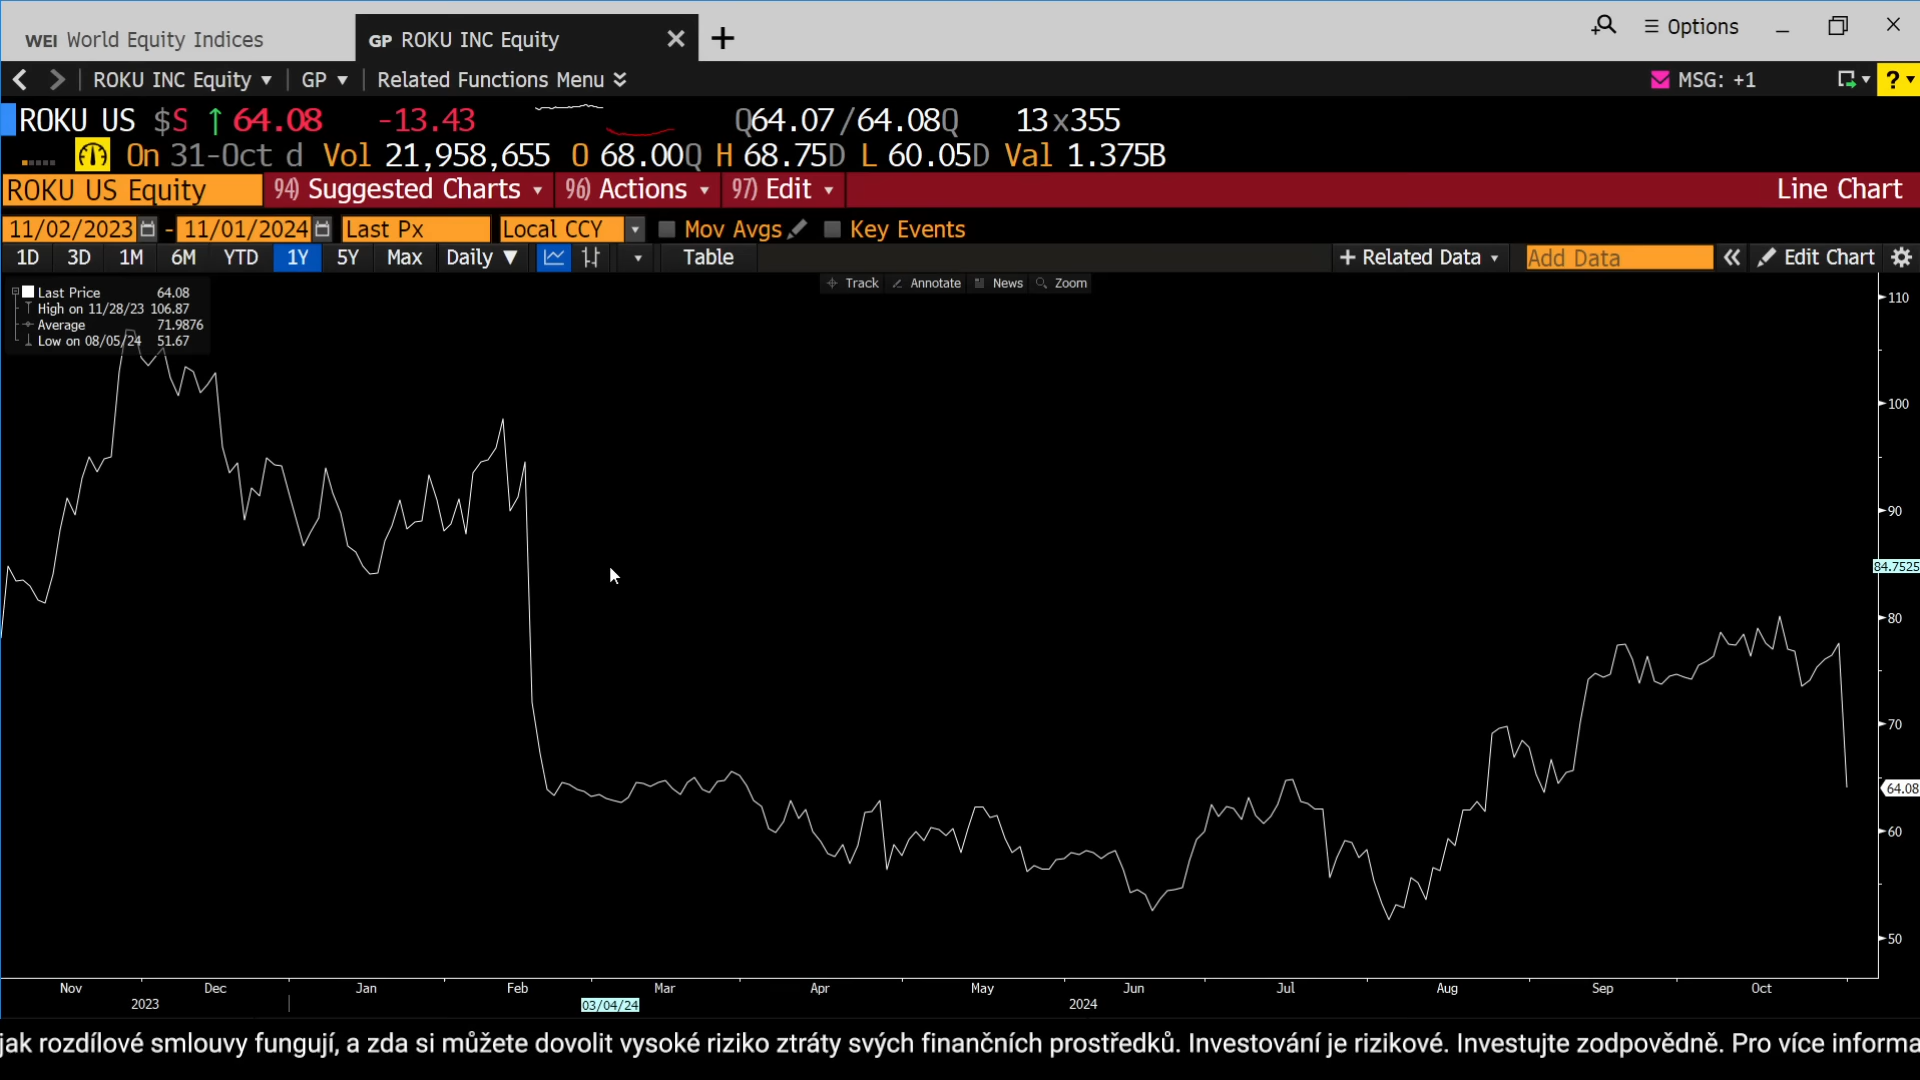 WEI World Equity Indices
GP ROKU INC Equity
Options
ROKU INC Equity GP Related Functions Menu MSG: +1 ?
ROKU US $S ↑ 64.08 -13.43 Q64.07/64.08Q 13x355
On 31-Oct d Vol 21,958,655 O 68.00Q H 68.75D L 60.05D Val 1.375B
ROKU US Equity 94) Suggested Charts 96) Actions 97) Edit Line Chart
11/02/2023 - 11/01/2024 Last Px Local CCY Mov Avgs Key Events
1D 3D 1M 6M YTD 1Y 5Y Max Daily ▼ Table + Related Data Add Data « Edit Chart
Track Annotate News Zoom
Last Price 64.08
High on 11/28/23 106.87
Average 71.9876
Low on 08/05/24 51.67
110
100
90
84.7525
80
70
64.08
60
50
Nov Dec Jan Feb Mar Apr May Jun Jul Aug Sep Oct
2023 03/04/24 2024
jak rozdílové smlouvy fungují, a zda si můžete dovolit vysoké riziko ztráty svých finančních prostředků. Investování je rizikové. Investujte zodpovědně. Pro více informa